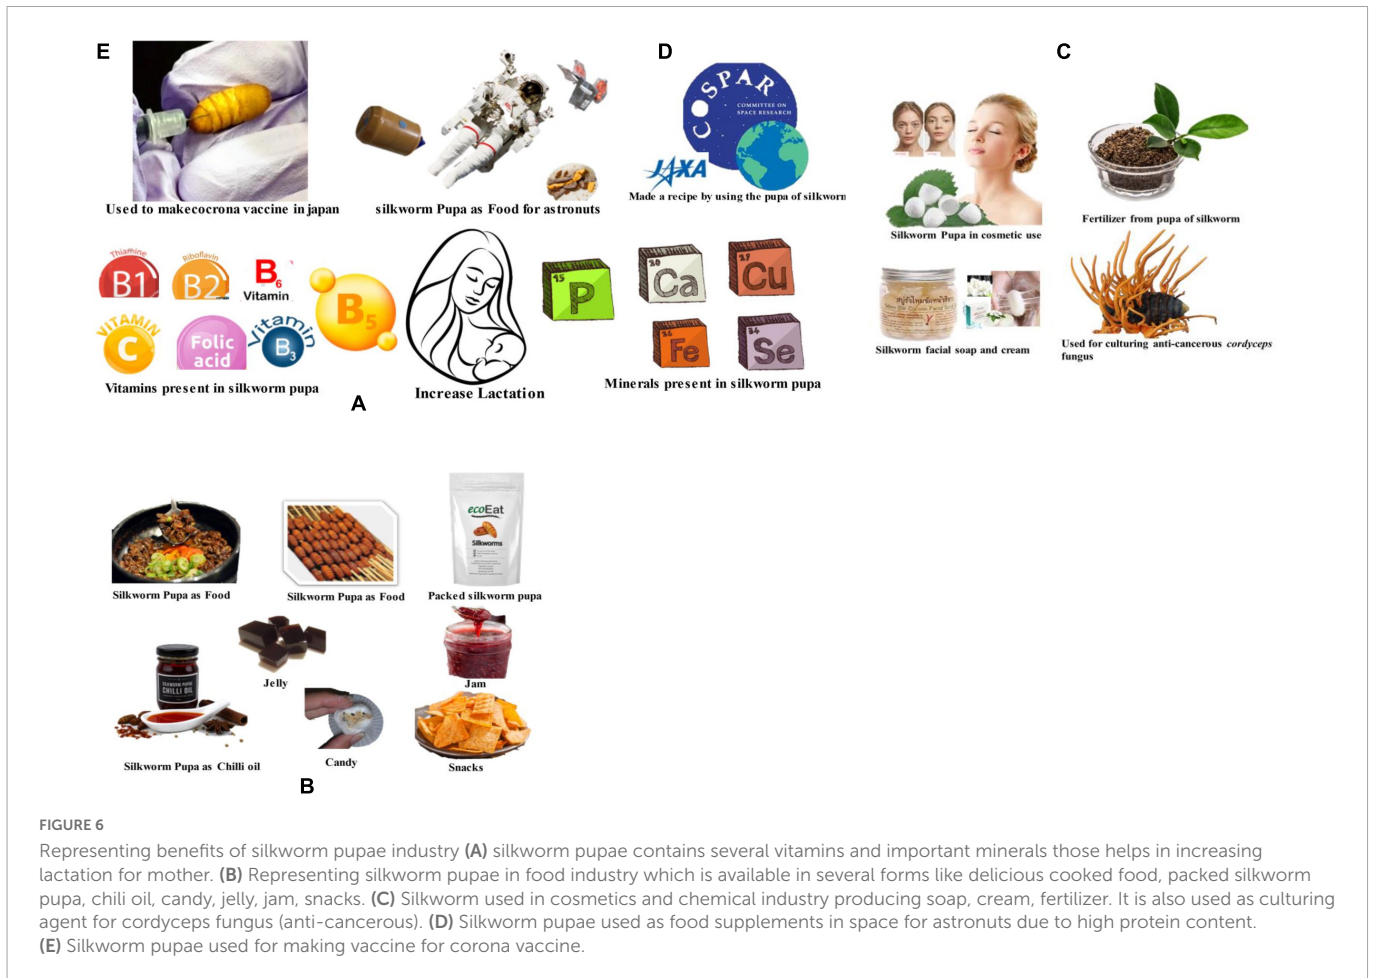 E
D
C
COSPAR
COMMITTEE ON
SPACE RESEARCH
JAXA
Made a recipe by using the pupa of silkworn
Used to makecocrona vaccine in japan
silkworm Pupa as Food for astronuts
Silkworm Pupa in cosmetic use
Fertilizer from pupa of silkworm
Thiamine
B1
Riboflavin
B2
B6
Vitamin
B5
VITAMIN
C
Folic
acid
Vitamin
B3
Vitamins present in silkworm pupa
A
Increase Lactation
15
P
20
Ca
29
Cu
26
Fe
34
Se
Minerals present in silkworm pupa
Silkworm facial soap and cream
Used for culturing anti-cancerous cordyceps
fungus
ecoEat
Silkworms
Silkworm Pupa as Food
Silkworm Pupa as Food
Packed silkworm pupa
Jelly
Jam
SILKWORM PUPAE
CHILLI OIL
Silkworm Pupa as Chilli oil
Candy
Snacks
B
FIGURE 6
Representing benefits of silkworm pupae industry (A) silkworm pupae contains several vitamins and important minerals those helps in increasing
lactation for mother. (B) Representing silkworm pupae in food industry which is available in several forms like delicious cooked food, packed silkworm
pupa, chili oil, candy, jelly, jam, snacks. (C) Silkworm used in cosmetics and chemical industry producing soap, cream, fertilizer. It is also used as culturing
agent for cordyceps fungus (anti-cancerous). (D) Silkworm pupae used as food supplements in space for astronuts due to high protein content.
(E) Silkworm pupae used for making vaccine for corona vaccine.